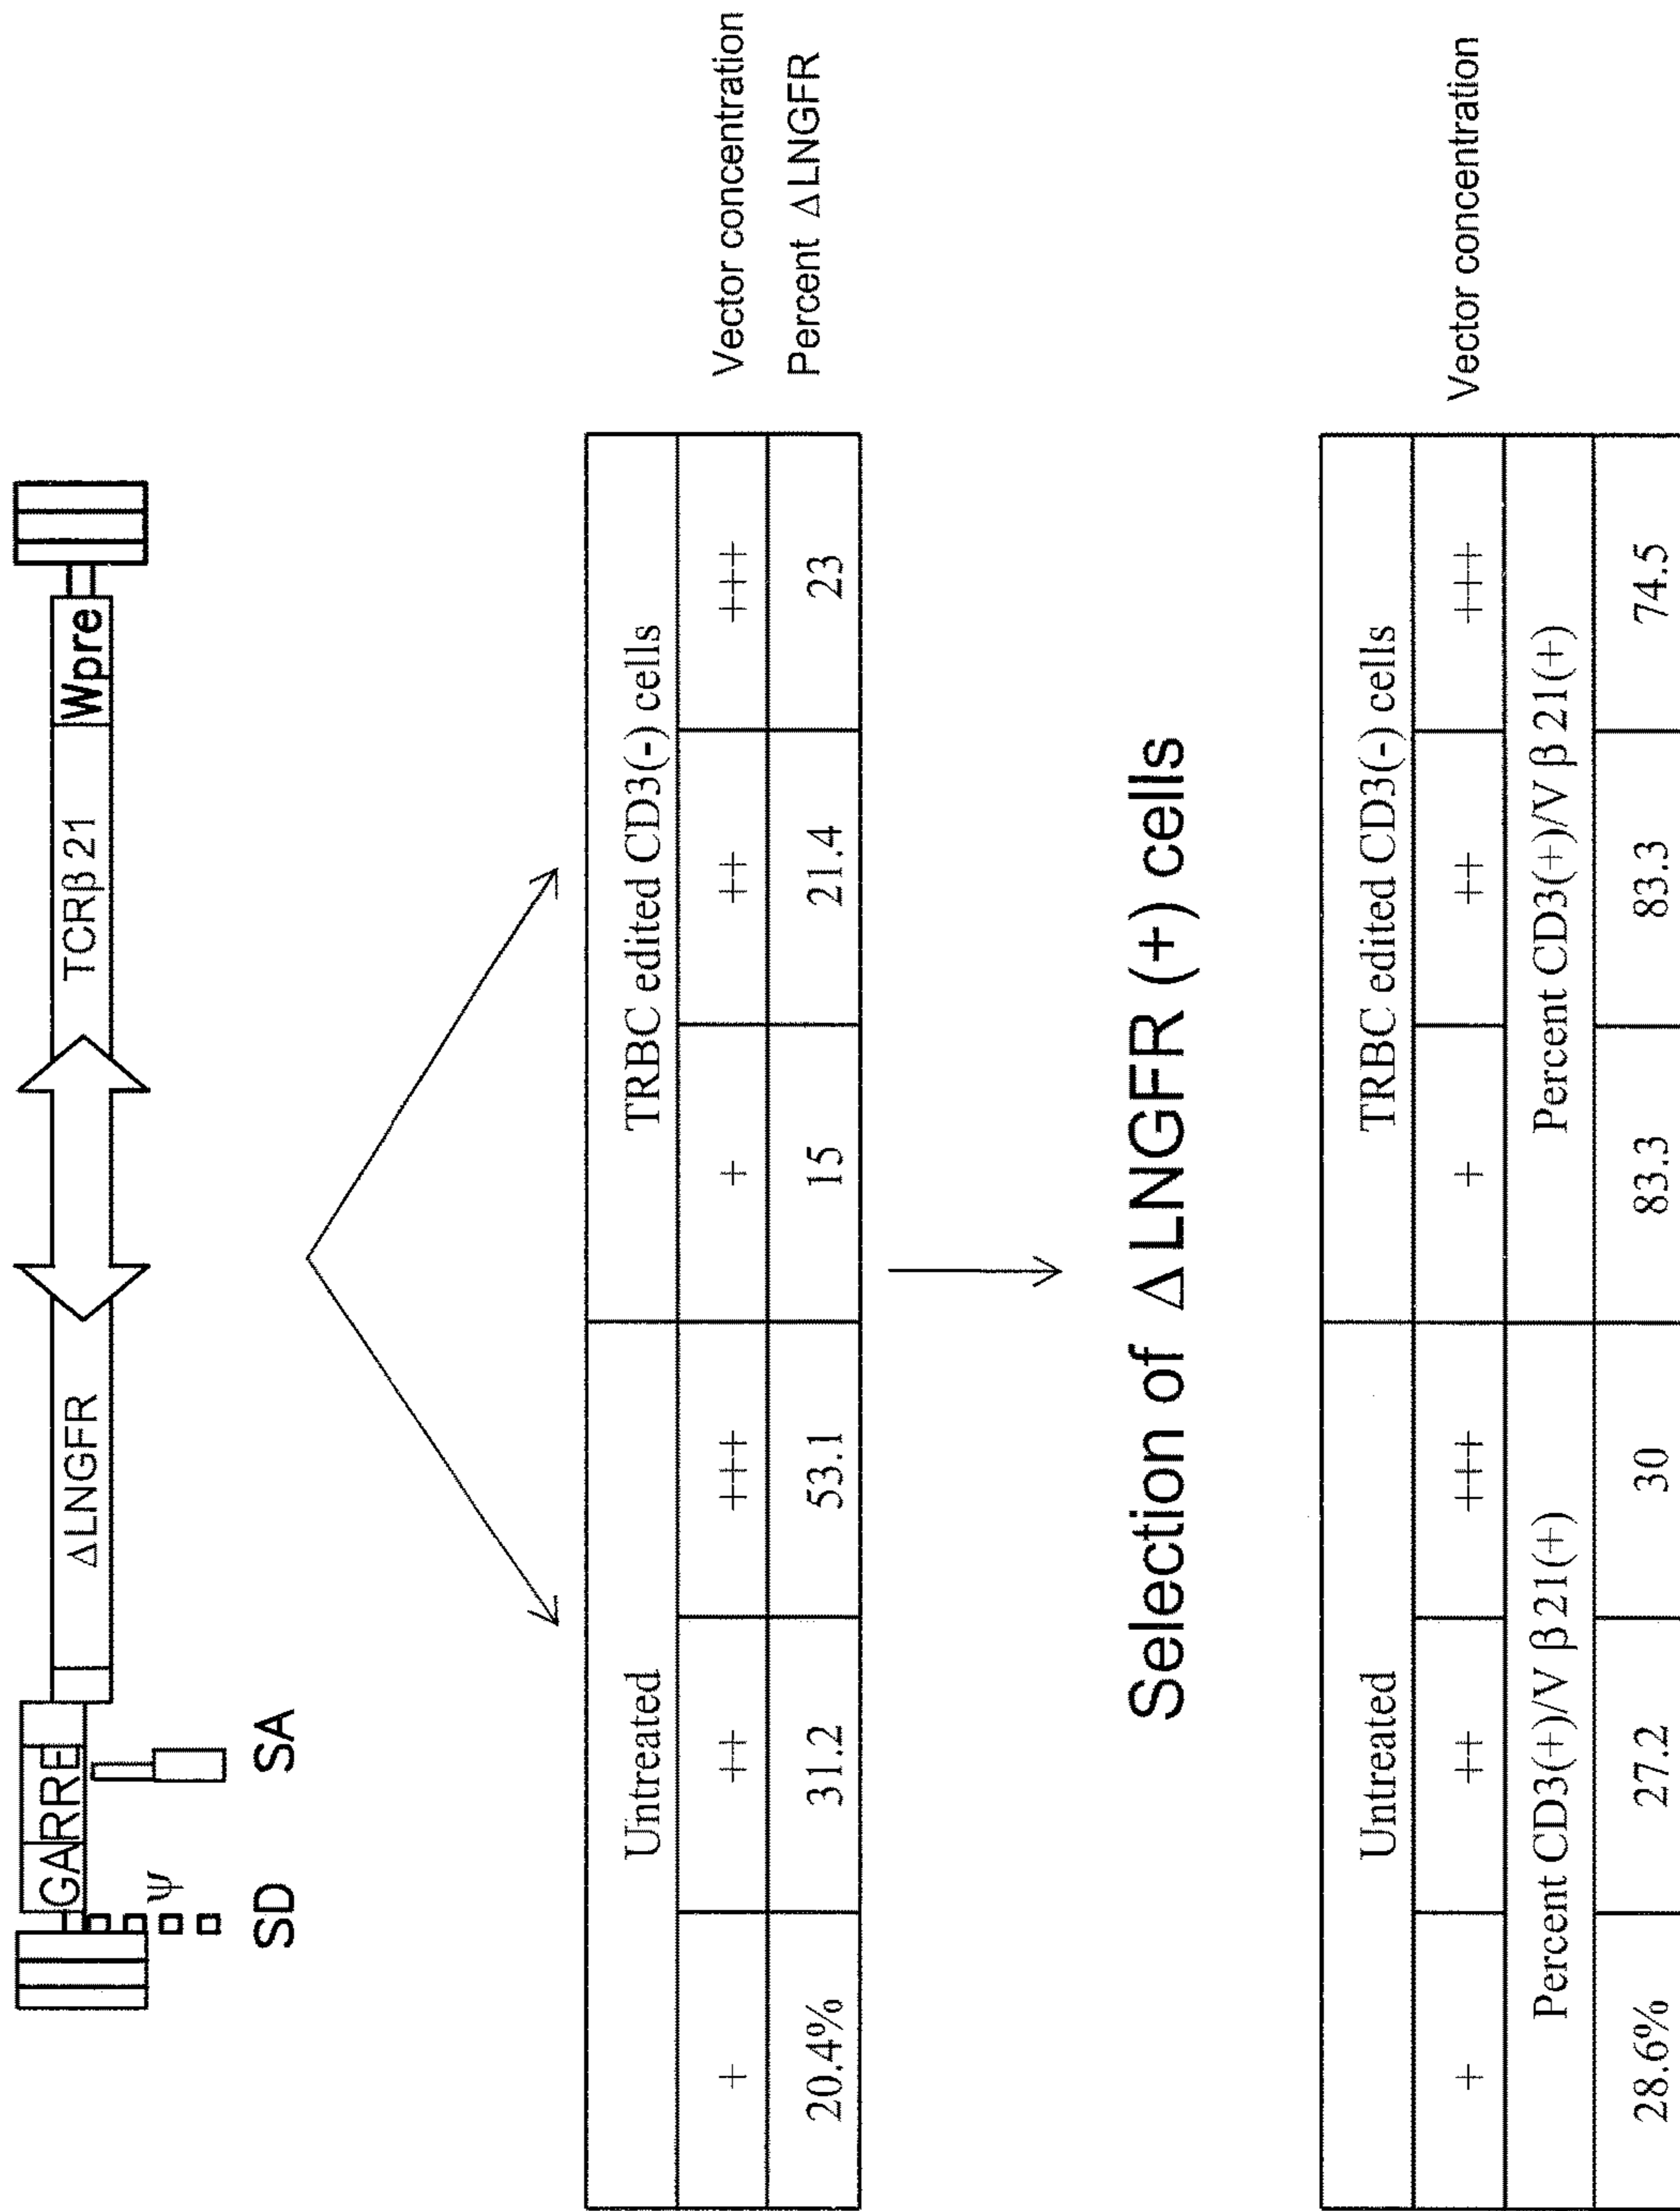 GA RRE ΔLNGFR TCRβ 21 Wpre
ψ
SD SA
Untreated TRBC edited CD3(-) cells
+ ++ +++ + ++ +++ Vector concentration
20.4% 31.2 53.1 15 21.4 23 Percent ΔLNGFR
Selection of ΔLNGFR (+) cells
Untreated TRBC edited CD3(-) cells
+ ++ +++ + ++ +++ Vector concentration
Percent CD3(+)/V β 21(+) Percent CD3(+)/V β 21(+)
28.6% 27.2 30 83.3 83.3 74.5